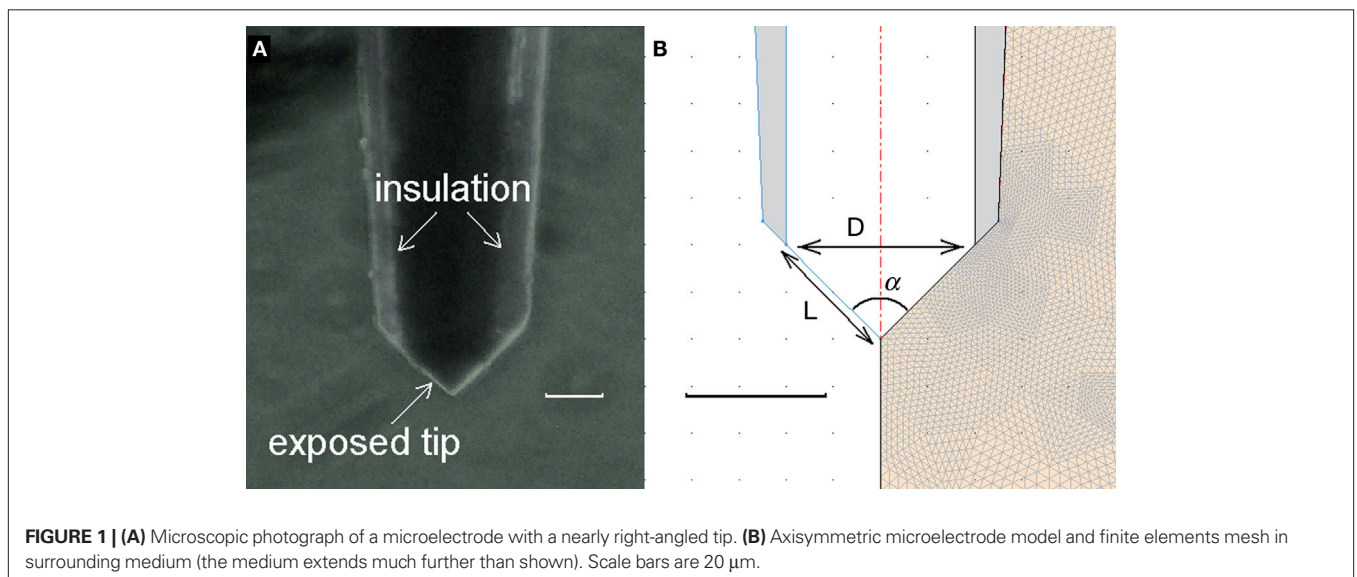 A
insulation
exposed tip
B
D
L
α
FIGURE 1 | (A) Microscopic photograph of a microelectrode with a nearly right-angled tip. (B) Axisymmetric microelectrode model and finite elements mesh in
surrounding medium (the medium extends much further than shown). Scale bars are 20 μm.